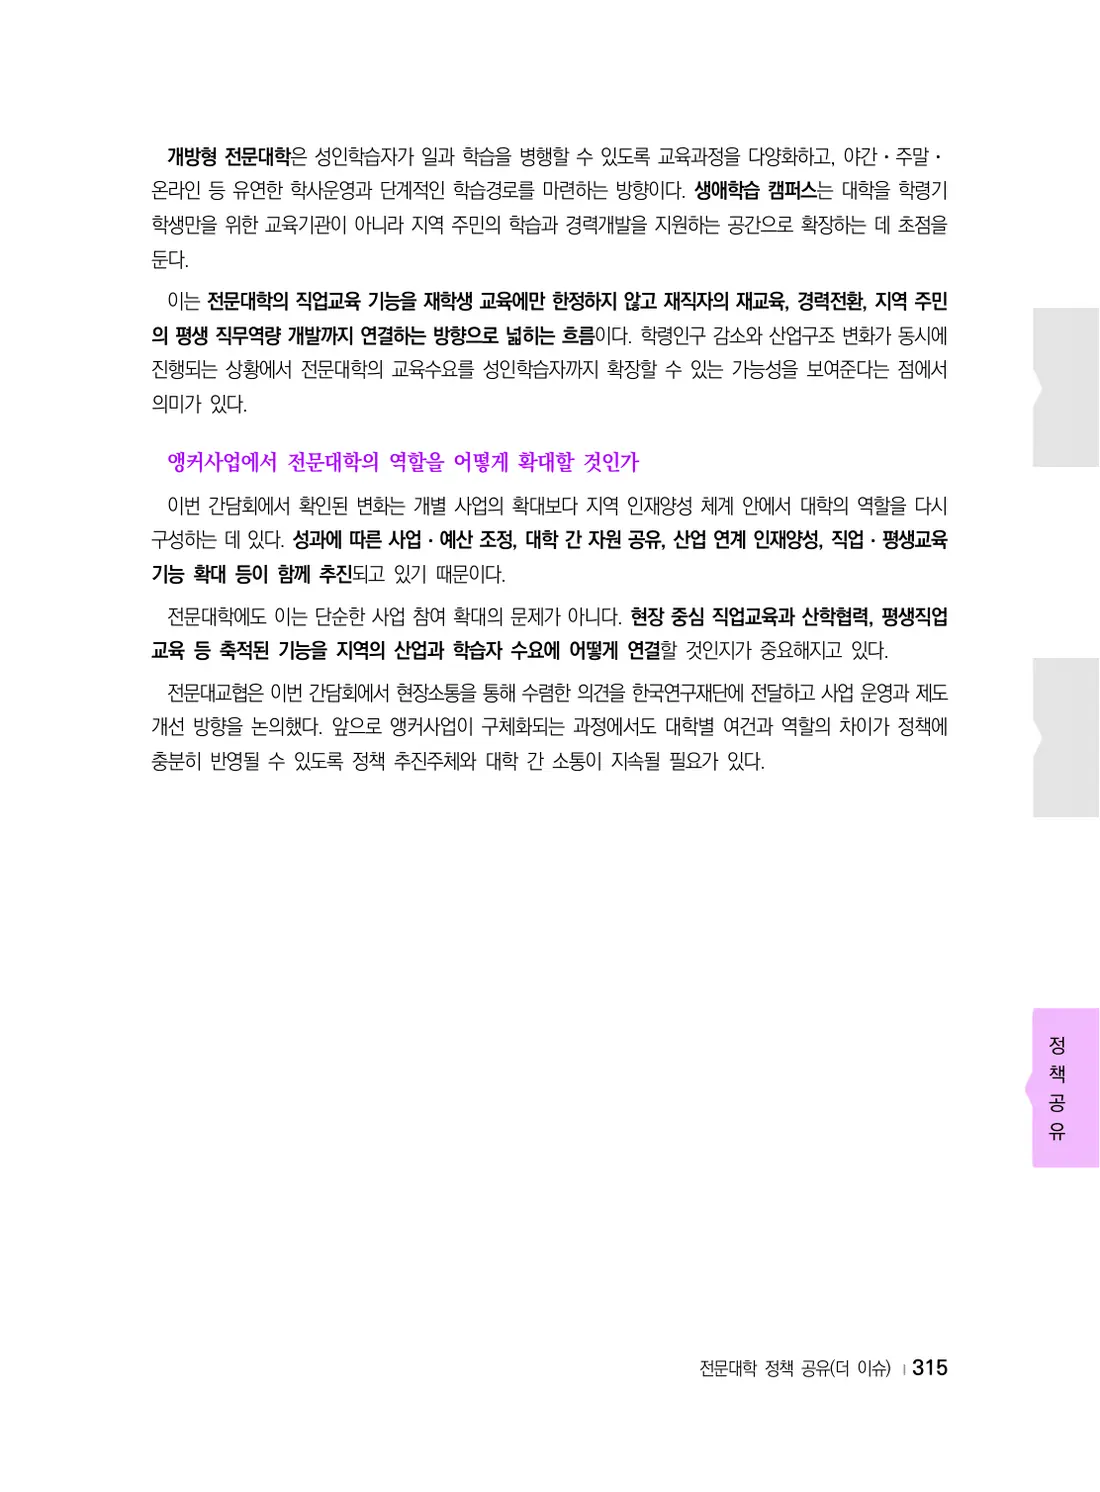 개방형 전문대학은 성인학습자가 일과 학습을 병행할 수 있도록 교육과정을 다양화하고, 야간·주말·
온라인 등 유연한 학사운영과 단계적인 학습경로를 마련하는 방향이다. 생애학습 캠퍼스는 대학을 학령기
학생만을 위한 교육기관이 아니라 지역 주민의 학습과 경력개발을 지원하는 공간으로 확장하는 데 초점을
둔다.
이는 전문대학의 직업교육 기능을 재학생 교육에만 한정하지 않고 재직자의 재교육, 경력전환, 지역 주민
의 평생 직무역량 개발까지 연결하는 방향으로 넓히는 흐름이다. 학령인구 감소와 산업구조 변화가 동시에
진행되는 상황에서 전문대학의 교육수요를 성인학습자까지 확장할 수 있는 가능성을 보여준다는 점에서
의미가 있다.
앵커사업에서 전문대학의 역할을 어떻게 확대할 것인가
이번 간담회에서 확인된 변화는 개별 사업의 확대보다 지역 인재양성 체계 안에서 대학의 역할을 다시
구성하는 데 있다. 성과에 따른 사업·예산 조정, 대학 간 자원 공유, 산업 연계 인재양성, 직업·평생교육
기능 확대 등이 함께 추진되고 있기 때문이다.
전문대학에도 이는 단순한 사업 참여 확대의 문제가 아니다. 현장 중심 직업교육과 산학협력, 평생직업
교육 등 축적된 기능을 지역의 산업과 학습자 수요에 어떻게 연결할 것인지가 중요해지고 있다.
전문대교협은 이번 간담회에서 현장소통을 통해 수렴한 의견을 한국연구재단에 전달하고 사업 운영과 제도
개선 방향을 논의했다. 앞으로 앵커사업이 구체화되는 과정에서도 대학별 여건과 역할의 차이가 정책에
충분히 반영될 수 있도록 정책 추진주체와 대학 간 소통이 지속될 필요가 있다.
정
책
공
유
전문대학 정책 공유(더 이슈) | 315